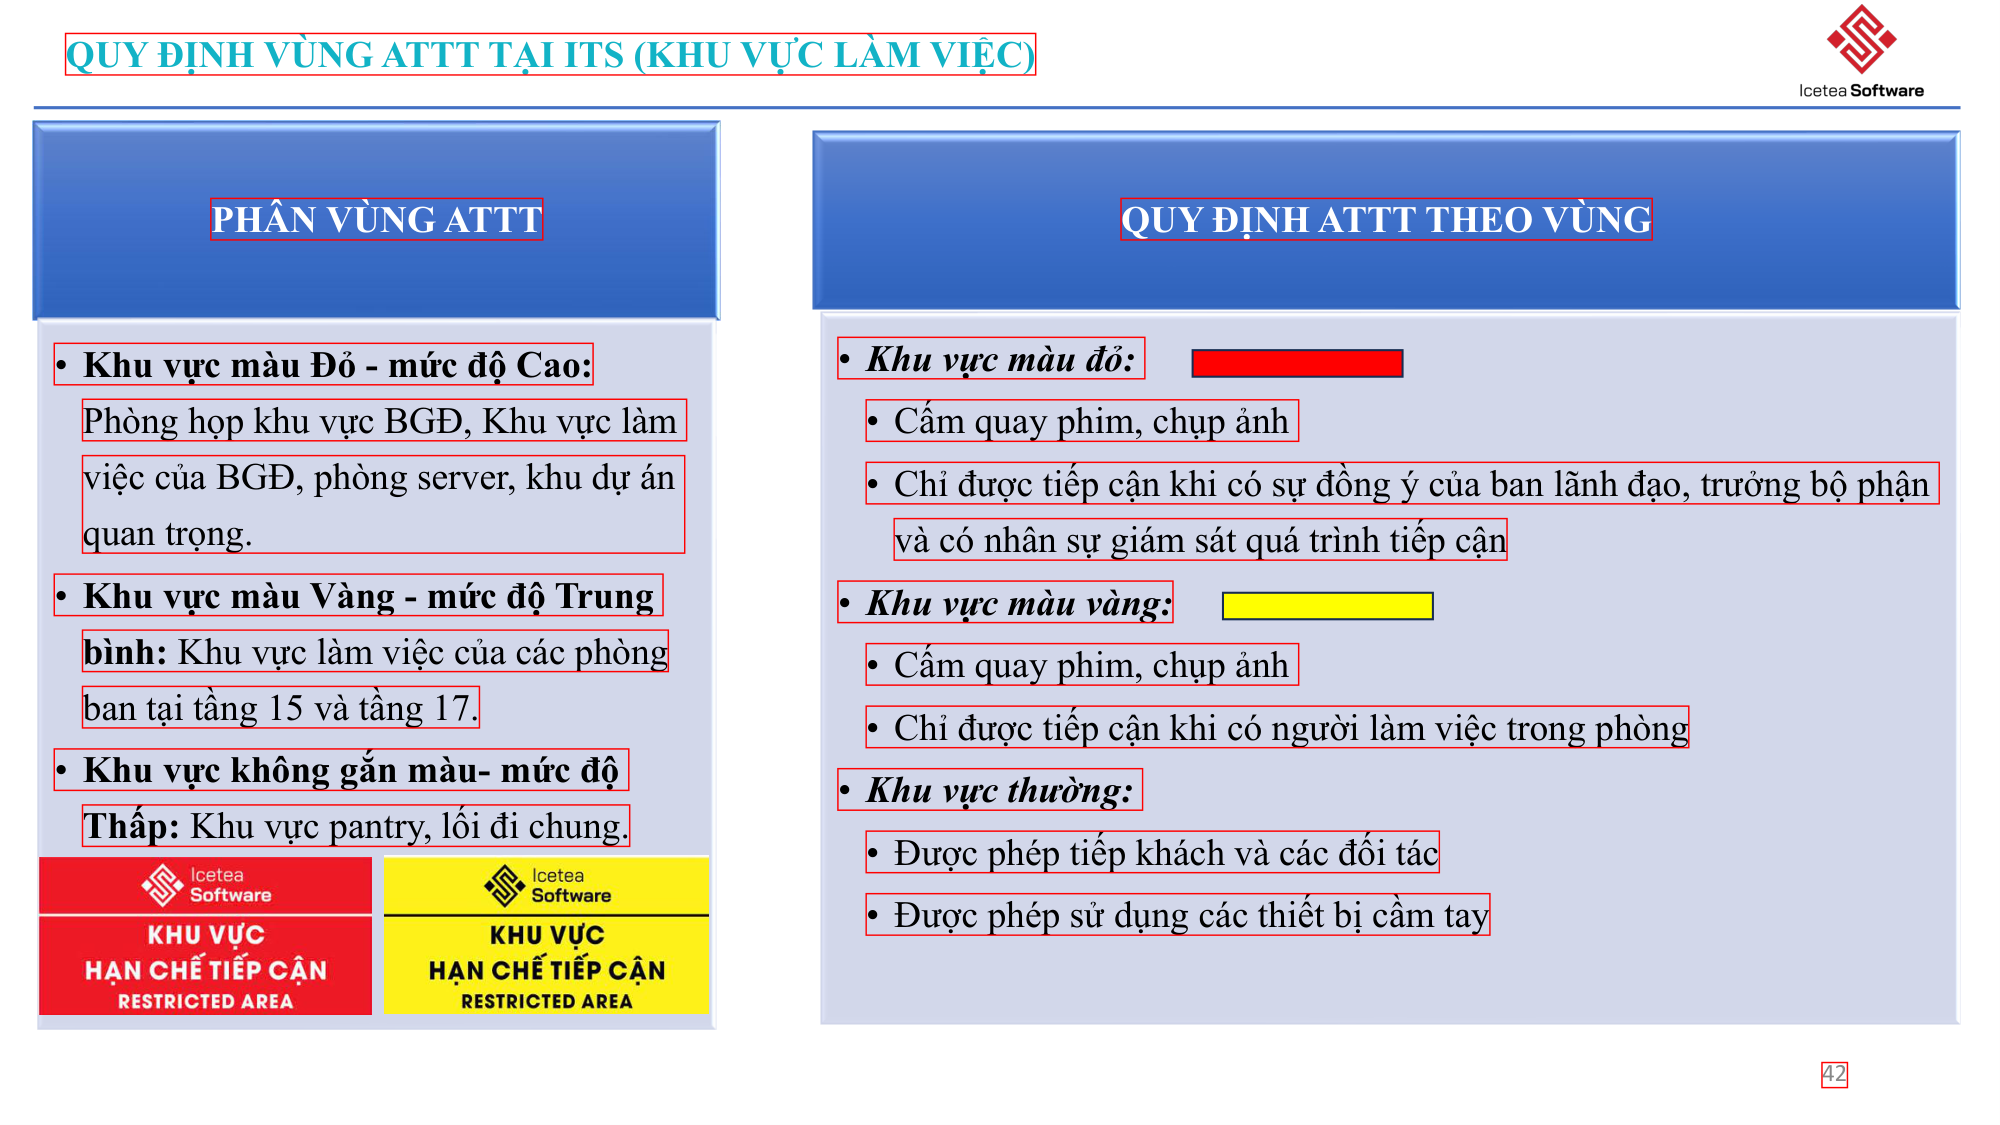 QUY ĐỊNH VÙNG ATTT TẠI ITS (KHU VỰC LÀM VIỆC)
Icetea Software
PHÂN VÙNG ATTT
• Khu vực màu Đỏ - mức độ Cao:
Phòng họp khu vực BGĐ, Khu vực làm
việc của BGĐ, phòng server, khu dự án
quan trọng.
• Khu vực màu Vàng - mức độ Trung
bình: Khu vực làm việc của các phòng
ban tại tầng 15 và tầng 17.
• Khu vực không gắn màu- mức độ
Thấp: Khu vực pantry, lối đi chung.
Icetea
Software
KHU VỰC
HẠN CHẾ TIẾP CẬN
RESTRICTED AREA
Icetea
Software
KHU VỰC
HẠN CHẾ TIẾP CẬN
RESTRICTED AREA
QUY ĐỊNH ATTT THEO VÙNG
• Khu vực màu đỏ:
• Cấm quay phim, chụp ảnh
• Chỉ được tiếp cận khi có sự đồng ý của ban lãnh đạo, trưởng bộ phận
và có nhân sự giám sát quá trình tiếp cận
• Khu vực màu vàng:
• Cấm quay phim, chụp ảnh
• Chỉ được tiếp cận khi có người làm việc trong phòng
• Khu vực thường:
• Được phép tiếp khách và các đối tác
• Được phép sử dụng các thiết bị cầm tay
42